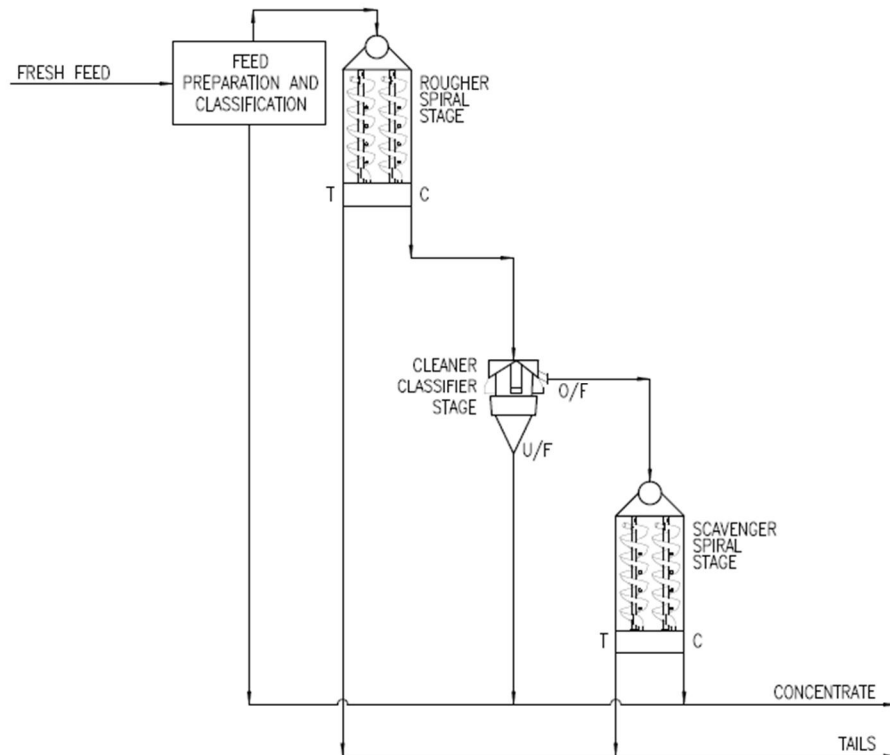 FRESH FEED
FEED
PREPARATION AND
CLASSIFICATION
ROUGHER
SPIRAL
STAGE
T
C
CLEANER
CLASSIFIER
STAGE
O/F
U/F
SCAVENGER
SPIRAL
STAGE
T
C
CONCENTRATE
TAILS